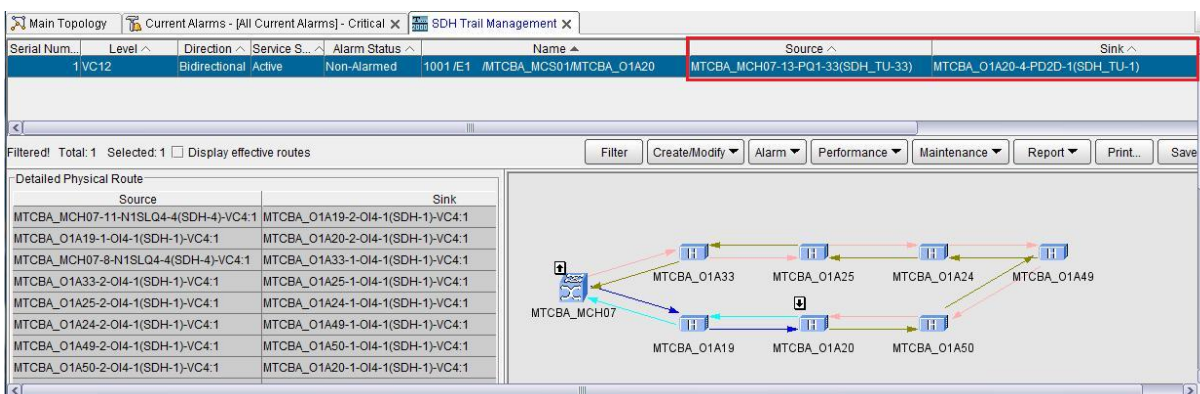 Main Topology Current Alarms - [All Current Alarms] - Critical X SDH Trail Management X
Serial Num... Level Direction Service S... Alarm Status Name Source Sink
1 VC12 Bidirectional Active Non-Alarmed 1001/E1 /MTCBA_MCS01/MTCBA_O1A20 MTCBA_MCH07-13-PQ1-33(SDH_TU-33) MTCBA_O1A20-4-PD2D-1(SDH_TU-1)
Filtered! Total: 1 Selected: 1 Display effective routes Filter Create/Modify Alarm Performance Maintenance Report Print... Save
Detailed Physical Route
Source Sink
MTCBA_MCH07-11-N1SLQ4-4(SDH-4)-VC4:1 MTCBA_O1A19-2-OI4-1(SDH-1)-VC4:1
MTCBA_O1A19-1-OI4-1(SDH-1)-VC4:1 MTCBA_O1A20-2-OI4-1(SDH-1)-VC4:1
MTCBA_MCH07-8-N1SLQ4-4(SDH-4)-VC4:1 MTCBA_O1A33-1-OI4-1(SDH-1)-VC4:1
MTCBA_O1A33-2-OI4-1(SDH-1)-VC4:1 MTCBA_O1A25-1-OI4-1(SDH-1)-VC4:1
MTCBA_O1A25-2-OI4-1(SDH-1)-VC4:1 MTCBA_O1A24-1-OI4-1(SDH-1)-VC4:1
MTCBA_O1A24-2-OI4-1(SDH-1)-VC4:1 MTCBA_O1A49-1-OI4-1(SDH-1)-VC4:1
MTCBA_O1A49-2-OI4-1(SDH-1)-VC4:1 MTCBA_O1A50-1-OI4-1(SDH-1)-VC4:1
MTCBA_O1A50-2-OI4-1(SDH-1)-VC4:1 MTCBA_O1A20-1-OI4-1(SDH-1)-VC4:1
MTCBA_O1A33 MTCBA_O1A25 MTCBA_O1A24 MTCBA_O1A49
MTCBA_MCH07
MTCBA_O1A19 MTCBA_O1A20 MTCBA_O1A50